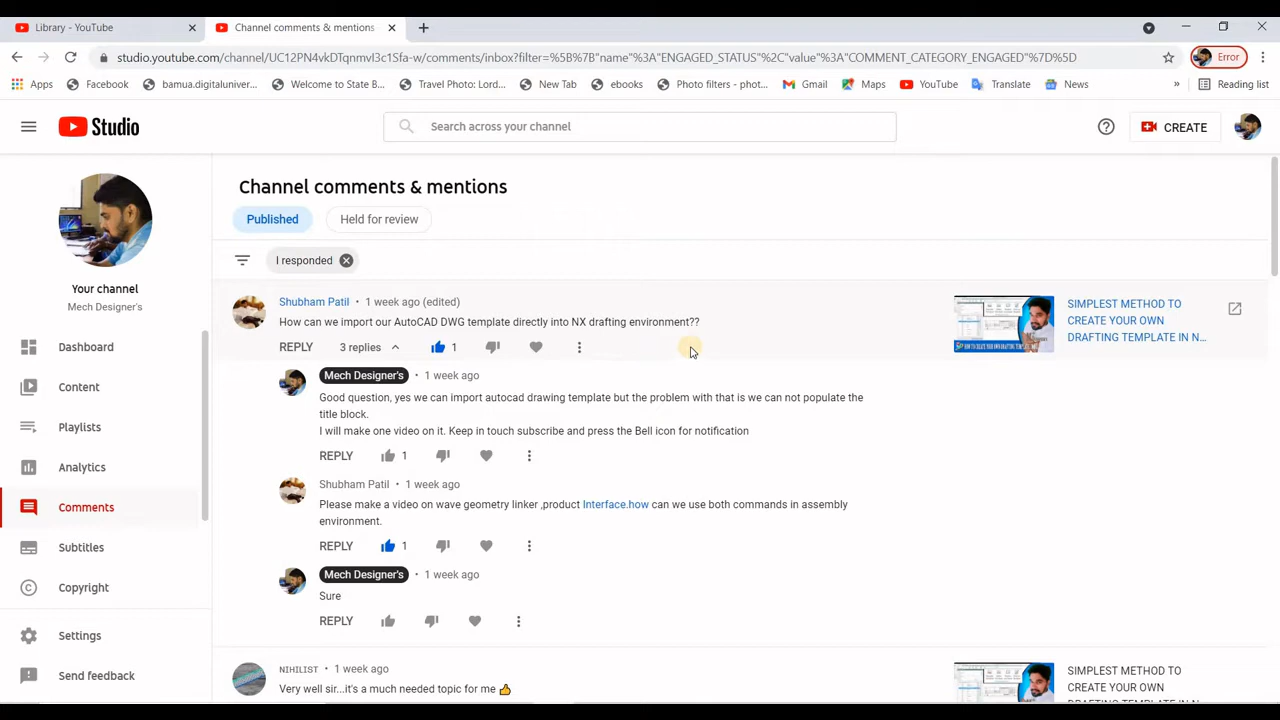 Library - YouTube
Channel comments & mentions
studio.youtube.com/channel/UC12PN4vkDTqnmvI3c1Sfa-w/comments/inbox?filter=%5B%7B"name"%3A"ENGAGED_STATUS"%2C"value"%3A"COMMENT_CATEGORY_ENGAGED"%7D%5D
Error
Apps
Facebook
bamua.digitaluniver...
Welcome to State B...
Travel Photo: Lord...
New Tab
ebooks
Photo filters - phot...
Gmail
Maps
YouTube
Translate
News
»
Reading list
Studio
Search across your channel
CREATE
Your channel
Mech Designer's
Dashboard
Content
Playlists
Analytics
Comments
Subtitles
Copyright
Settings
Send feedback
Channel comments & mentions
Published
Held for review
I responded
Shubham Patil • 1 week ago (edited)
How can we import our AutoCAD DWG template directly into NX drafting environment??
REPLY 3 replies 1
SIMPLEST METHOD TO
CREATE YOUR OWN
DRAFTING TEMPLATE IN N...
Mech Designer's • 1 week ago
Good question, yes we can import autocad drawing template but the problem with that is we can not populate the
title block.
I will make one video on it. Keep in touch subscribe and press the Bell icon for notification
REPLY 1
Shubham Patil • 1 week ago
Please make a video on wave geometry linker ,product Interface.how can we use both commands in assembly
environment.
REPLY 1
Mech Designer's • 1 week ago
Sure
REPLY
NIHILIST • 1 week ago
Very well sir...it's a much needed topic for me 👍
SIMPLEST METHOD TO
CREATE YOUR OWN
DRAFTING TEMPLATE IN N...